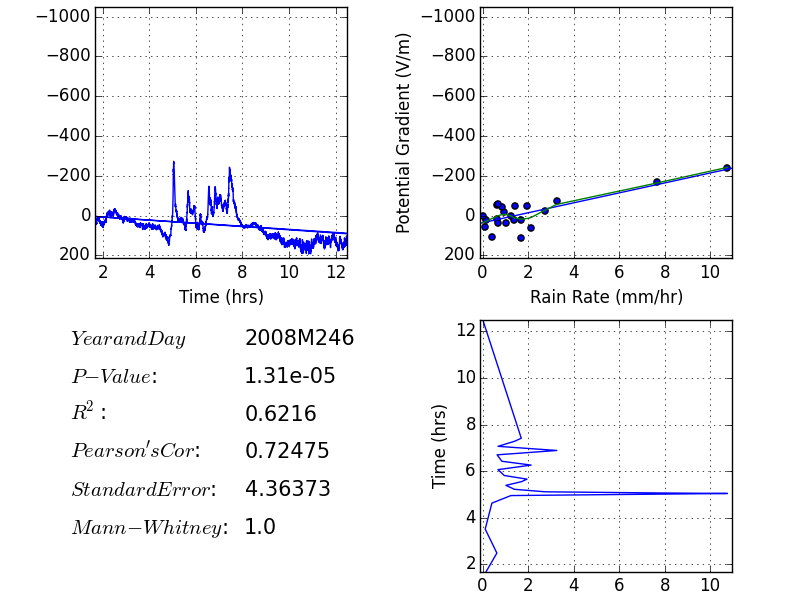 −1000
−800
−600
−400
−200
0
200
2 4 6 8 10 12
Time (hrs)
Potential Gradient (V/m)
−1000
−800
−600
−400
−200
0
200
0 2 4 6 8 10
Rain Rate (mm/hr)
YearandDay 2008M246
P−Value: 1.31e-05
R²: 0.6216
Pearson'sCor: 0.72475
StandardError: 4.36373
Mann−Whitney: 1.0
Time (hrs)
12
10
8
6
4
2
0 2 4 6 8 10